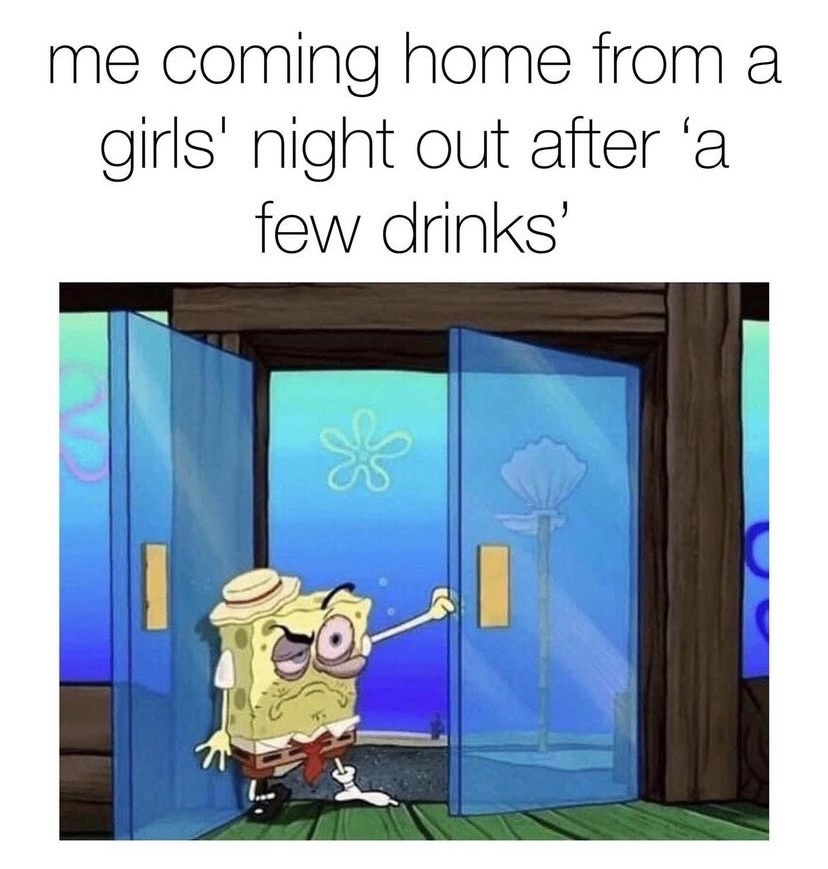 me coming home from a
girls' night out after ‘a
few drinks’